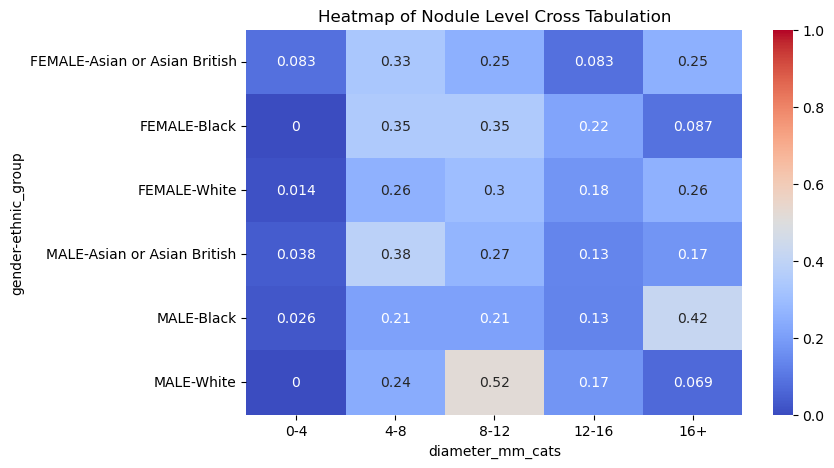 Heatmap of Nodule Level Cross Tabulation
gender-ethnic_group
FEMALE-Asian or Asian British 0.083 0.33 0.25 0.083 0.25
FEMALE-Black 0 0.35 0.35 0.22 0.087
FEMALE-White 0.014 0.26 0.3 0.18 0.26
MALE-Asian or Asian British 0.038 0.38 0.27 0.13 0.17
MALE-Black 0.026 0.21 0.21 0.13 0.42
MALE-White 0 0.24 0.52 0.17 0.069
0-4 4-8 8-12 12-16 16+
diameter_mm_cats
1.0
0.8
0.6
0.4
0.2
0.0